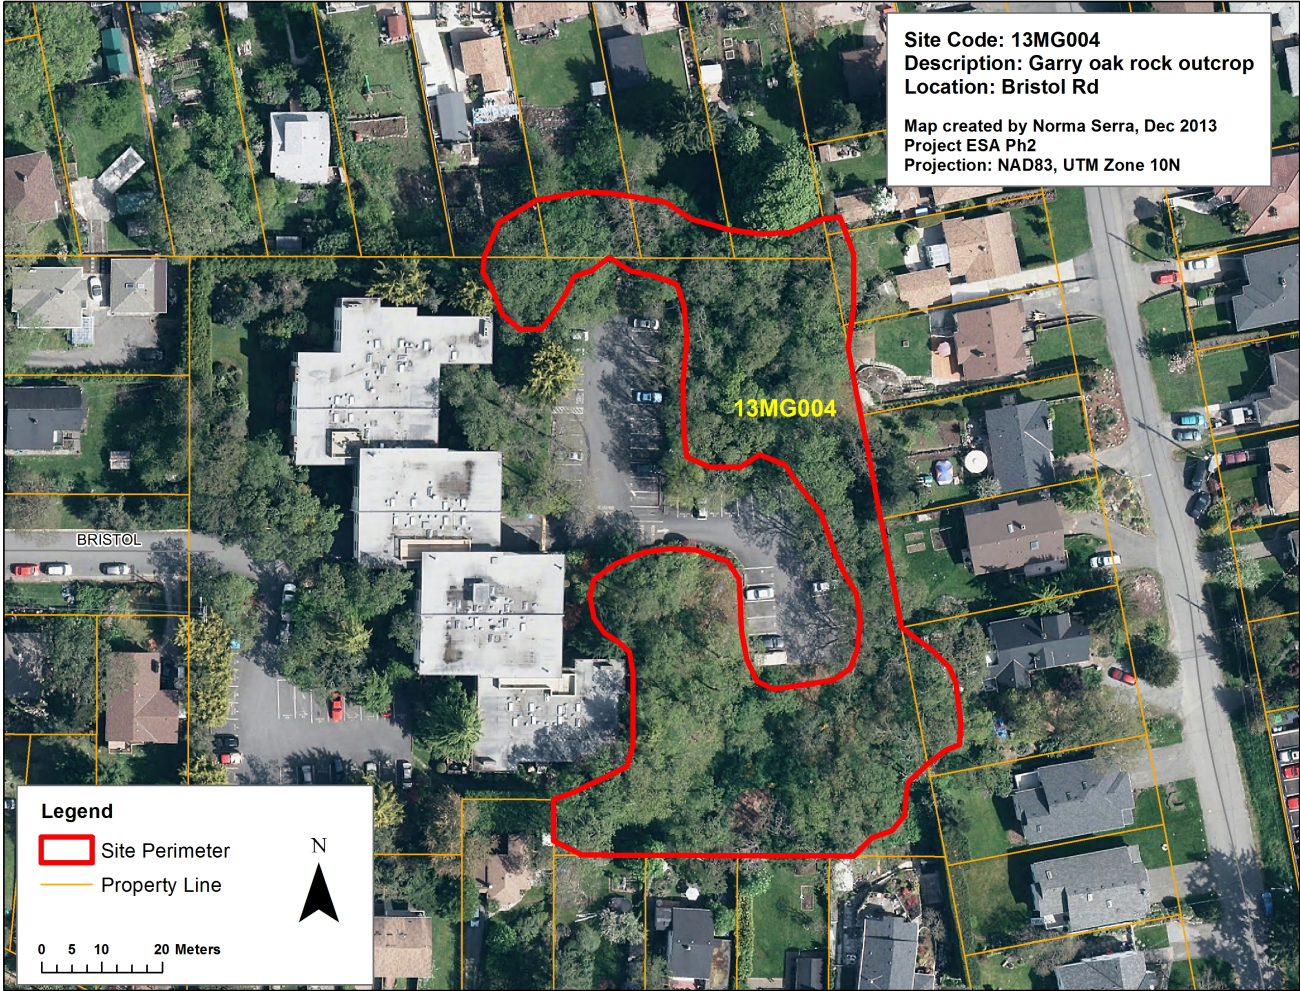 Site Code: 13MG004
Description: Garry oak rock outcrop
Location: Bristol Rd
Map created by Norma Serra, Dec 2013
Project ESA Ph2
Projection: NAD83, UTM Zone 10N
13MG004
BRISTOL
Legend
Site Perimeter
Property Line
N
0 5 10 20 Meters